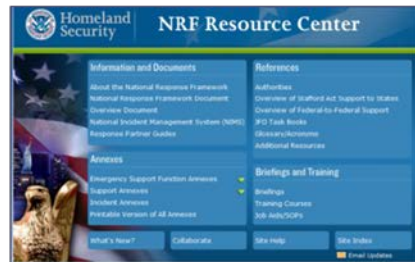 Homeland
Security
NRF Resource Center
Information and Documents
About the National Response Framework
National Response Framework Document
Overview Document
National Incident Management System (NIMS)
Response Partner Guides
Annexes
Emergency Support Function Annexes
Support Annexes
Incident Annexes
Printable Version of All Annexes
References
Authorities
Overview of Stafford Act Support to States
Overview of Federal-to-Federal Support
JFO Task Books
Glossary/Acronyms
Additional Resources
Briefings and Training
Briefings
Training Courses
Job Aids/SOPs
What's New?
Collaborate
Site Help
Site Index
Email Updates